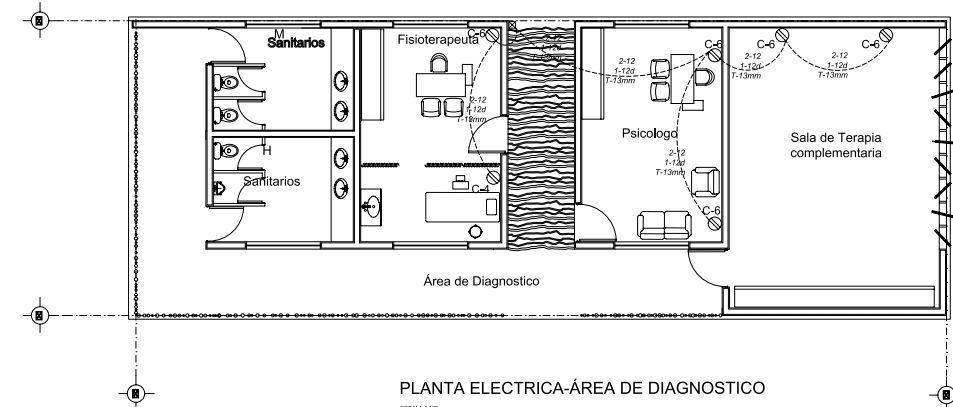 M
Sanitarios
Fisioterapeuta
C-6
2-12
1-12d
T-13mm
2-12
1-12d
T-13mm
C-4
H
Sanitarios
2-12
1-12d
T-13mm
C-6
Psicologo
2-12
1-12d
T-13mm
C-6
C-6
2-12
1-12d
T-13mm
C-6
2-12
1-12d
T-13mm
Sala de Terapia
complementaria
Área de Diagnostico
PLANTA ELECTRICA-ÁREA DE DIAGNOSTICO